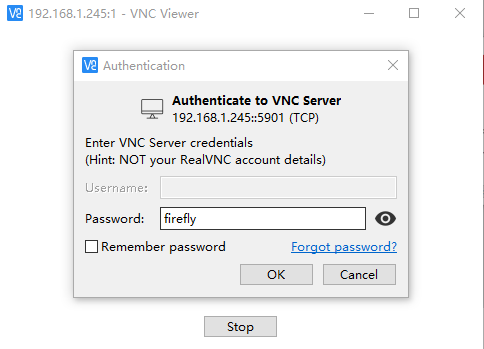 192.168.1.245:1 - VNC Viewer
Authentication
Authenticate to VNC Server
192.168.1.245::5901 (TCP)
Enter VNC Server credentials
(Hint: NOT your RealVNC account details)
Username:
Password: firefly
Remember password Forgot password?
OK Cancel
Stop